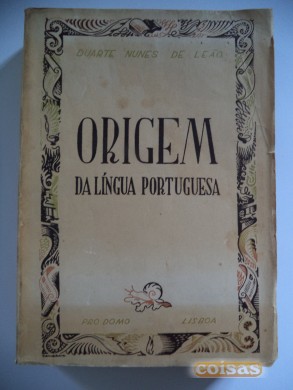 DUARTE NUNES DE LEÃO
ORIGEM
DA LÍNGUA PORTUGUESA
PRO DOMO LISBOA
coisas